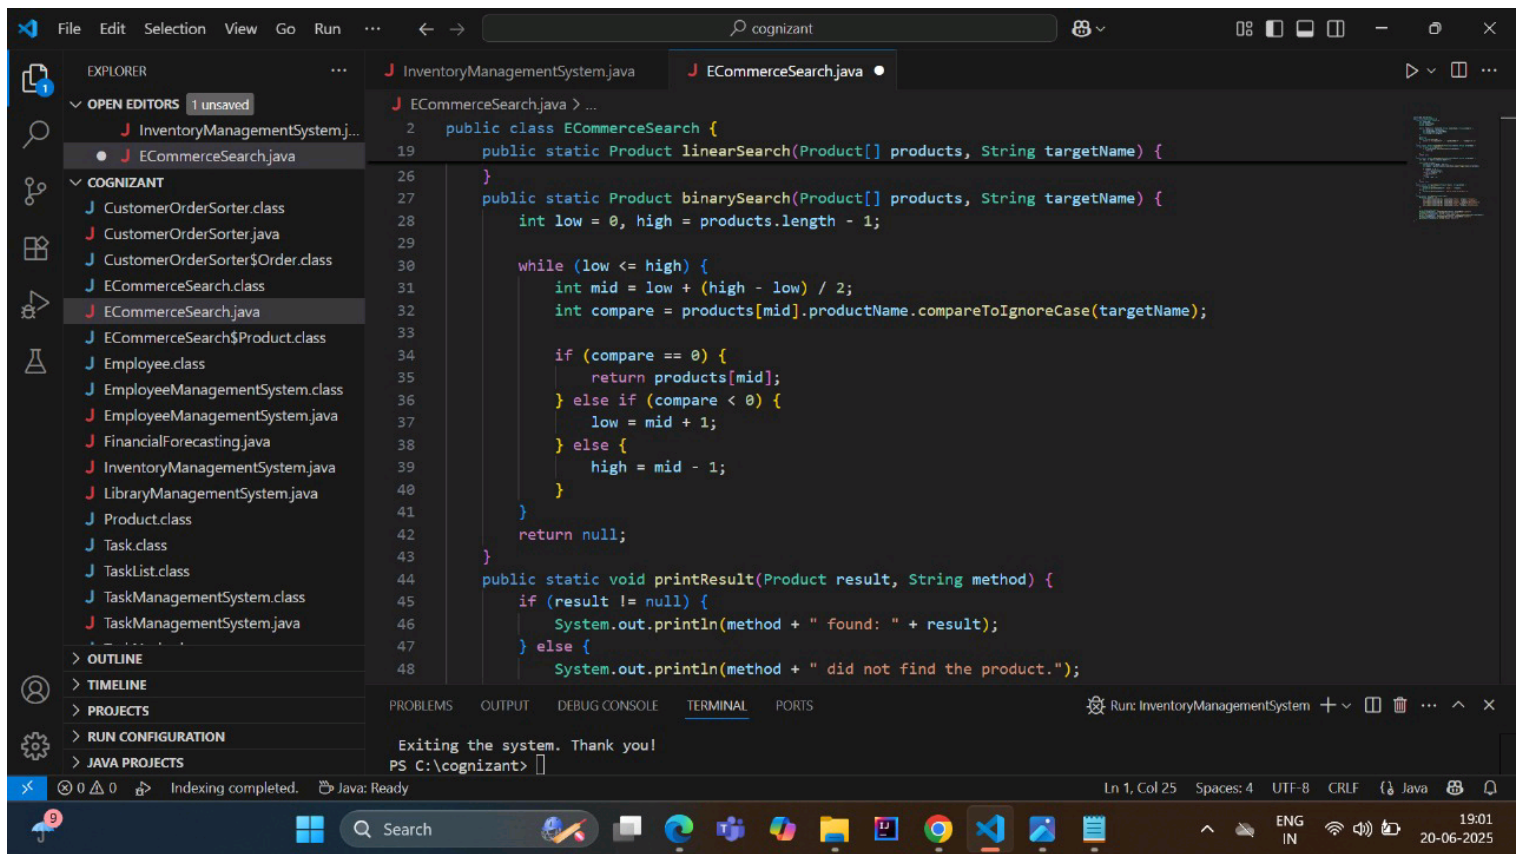 File Edit Selection View Go Run ··· cognizant
EXPLORER ···
OPEN EDITORS 1 unsaved
J InventoryManagementSystem.j...
J ECommerceSearch.java
COGNIZANT
J CustomerOrderSorter.class
J CustomerOrderSorter.java
J CustomerOrderSorter$Order.class
J ECommerceSearch.class
J ECommerceSearch.java
J ECommerceSearch$Product.class
J Employee.class
J EmployeeManagementSystem.class
J EmployeeManagementSystem.java
J FinancialForecasting.java
J InventoryManagementSystem.java
J LibraryManagementSystem.java
J Product.class
J Task.class
J TaskList.class
J TaskManagementSystem.class
J TaskManagementSystem.java
OUTLINE
TIMELINE
PROJECTS
RUN CONFIGURATION
JAVA PROJECTS
J InventoryManagementSystem.java J ECommerceSearch.java
J ECommerceSearch.java > ...
2 public class ECommerceSearch {
19 public static Product linearSearch(Product[] products, String targetName) {
26 }
27 public static Product binarySearch(Product[] products, String targetName) {
28 int low = 0, high = products.length - 1;
29
30 while (low <= high) {
31 int mid = low + (high - low) / 2;
32 int compare = products[mid].productName.compareToIgnoreCase(targetName);
33
34 if (compare == 0) {
35 return products[mid];
36 } else if (compare < 0) {
37 low = mid + 1;
38 } else {
39 high = mid - 1;
40 }
41 }
42 return null;
43 }
44 public static void printResult(Product result, String method) {
45 if (result != null) {
46 System.out.println(method + " found: " + result);
47 } else {
48 System.out.println(method + " did not find the product.");
PROBLEMS OUTPUT DEBUG CONSOLE TERMINAL PORTS Run: InventoryManagementSystem
Exiting the system. Thank you!
PS C:\cognizant>
0 0 Indexing completed. Java: Ready Ln 1, Col 25 Spaces: 4 UTF-8 CRLF Java
9 Search ENG IN 19:01 20-06-2025